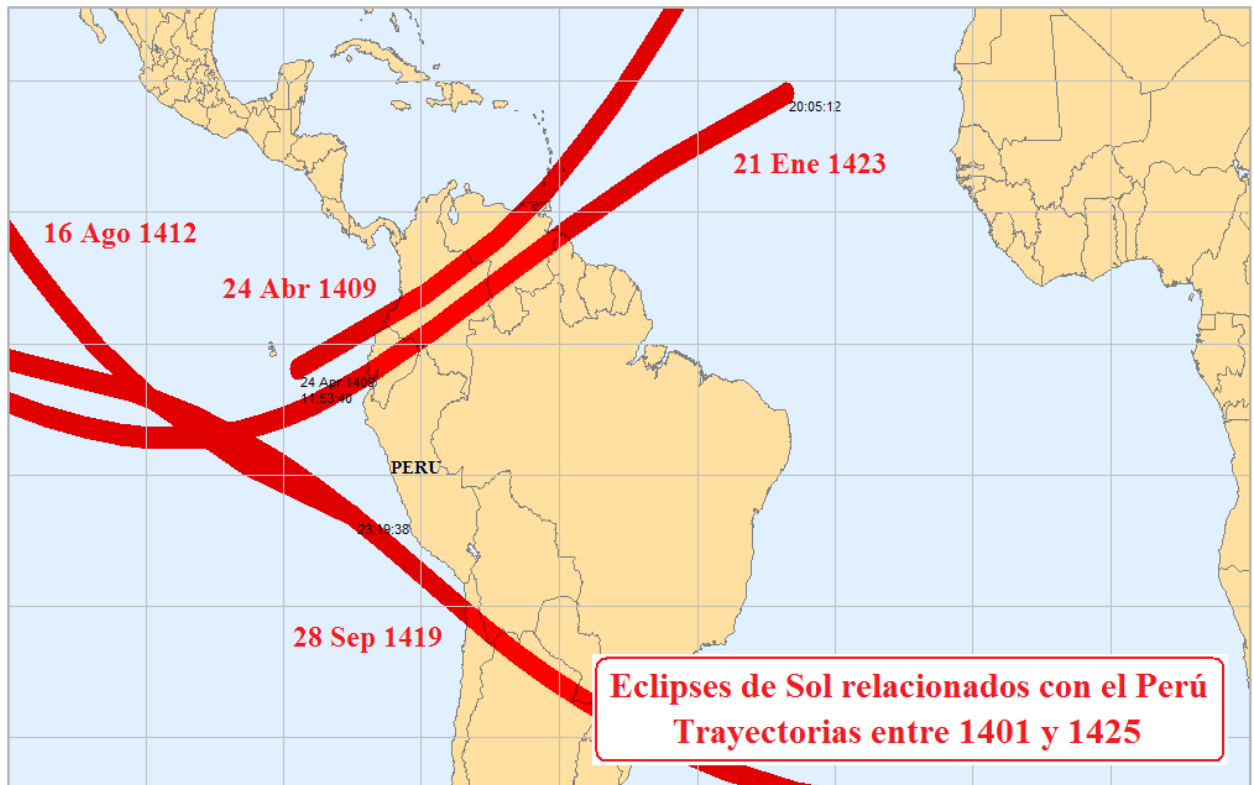 20:05:12
21 Ene 1423
16 Ago 1412
24 Abr 1409
24 Apr 1409
11:53:40
PERU
23:19:38
28 Sep 1419
Eclipses de Sol relacionados con el Perú
Trayectorias entre 1401 y 1425